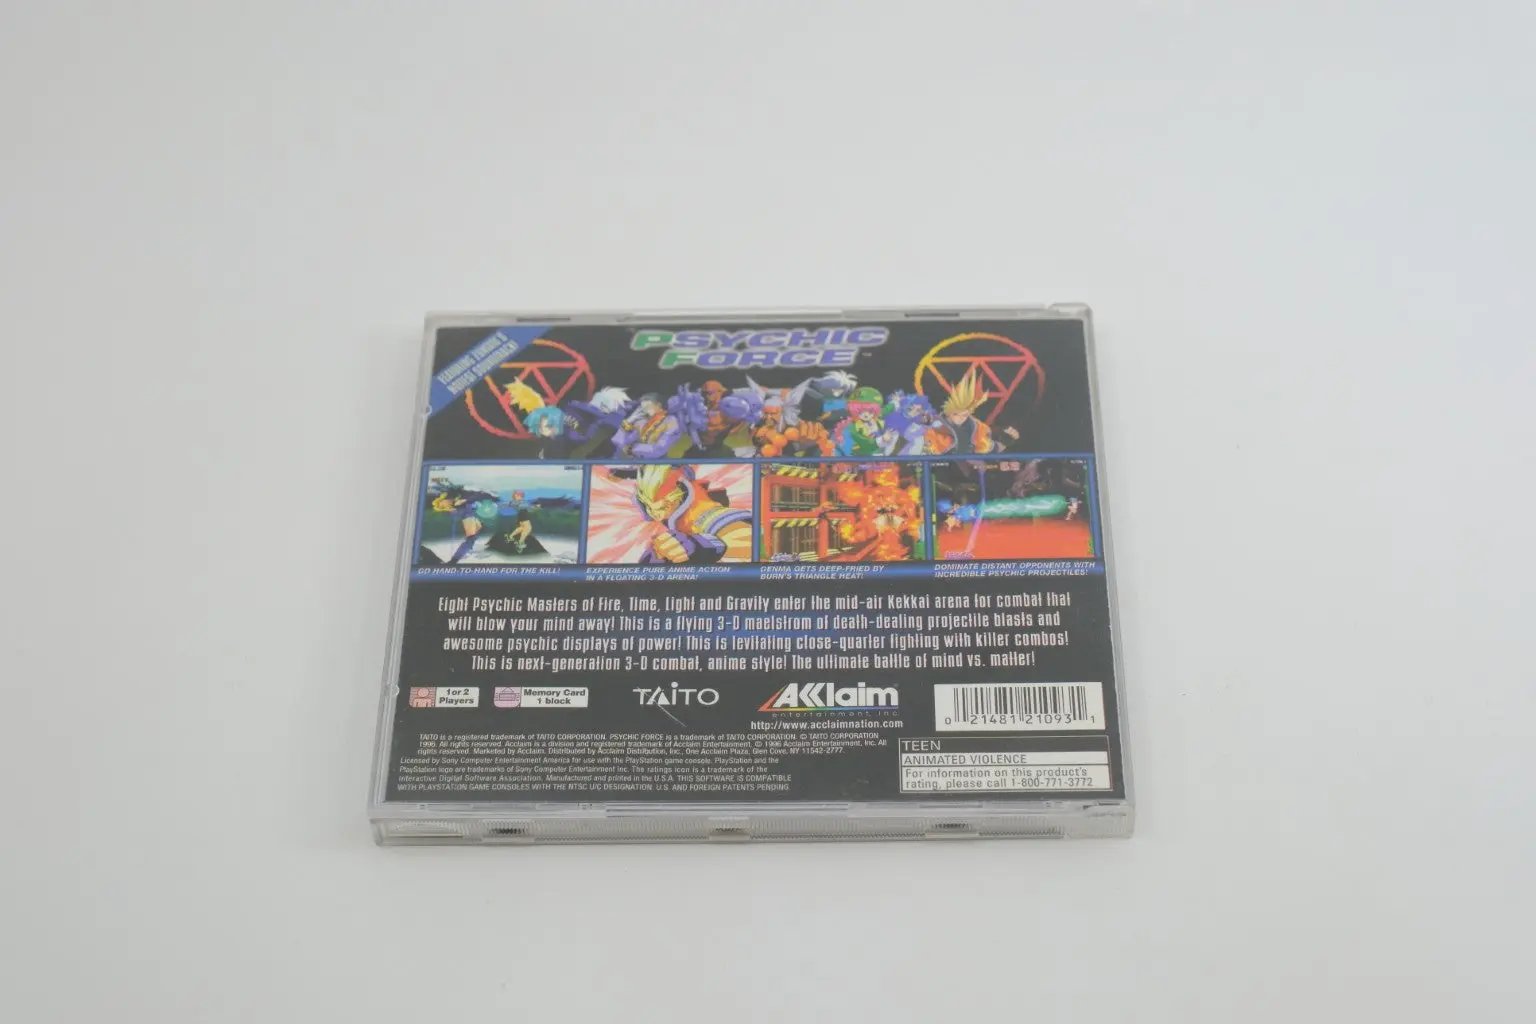 FEATURING ZUNTATA'S
HOUSE! SOUNDTRACK!
PSYCHIC
FORCE™
GO HAND-TO-HAND FOR THE KILL!
EXPERIENCE PURE ANIME ACTION
IN A FLOATING 3-D ARENA!
GENMA GETS DEEP-FRIED BY
BURN'S TRIANGLE HEAT!
DOMINATE DISTANT OPPONENTS WITH
INCREDIBLE PSYCHIC PROJECTILES!
Eight Psychic Masters of Fire, Time, Light and Gravity enter the mid-air Kekkai arena for combat that
will blow your mind away! This is a flying 3-D maelstrom of death-dealing projectile blasts and
awesome psychic displays of power! This is levitating close-quarter fighting with killer combos!
This is next-generation 3-D combat, anime style! The ultimate battle of mind vs. matter!
1 or 2
Players
Memory Card
1 block
TAITO
AKKlaim
entertainment, inc.
http://www.acclaimnation.com
0 21481 21093 1
TAITO is a registered trademark of TAITO CORPORATION. PSYCHIC FORCE is a trademark of TAITO CORPORATION. © TAITO CORPORATION
1996. All rights reserved. Acclaim is a division and registered trademark of Acclaim Entertainment, Inc. © 1996 Acclaim Entertainment, Inc. All
rights reserved. Marketed by Acclaim. Distributed by Acclaim Distribution, Inc., One Acclaim Plaza, Glen Cove, NY 11542-2777.
Licensed by Sony Computer Entertainment America for use with the PlayStation game console. PlayStation and the
PlayStation logo are trademarks of Sony Computer Entertainment Inc. The ratings icon is a trademark of the
Interactive Digital Software Association. Manufactured and printed in the U.S.A. THIS SOFTWARE IS COMPATIBLE
WITH PLAYSTATION GAME CONSOLES WITH THE NTSC U/C DESIGNATION. U.S. AND FOREIGN PATENTS PENDING.
TEEN
ANIMATED VIOLENCE
For information on this product's
rating, please call 1-800-771-3772